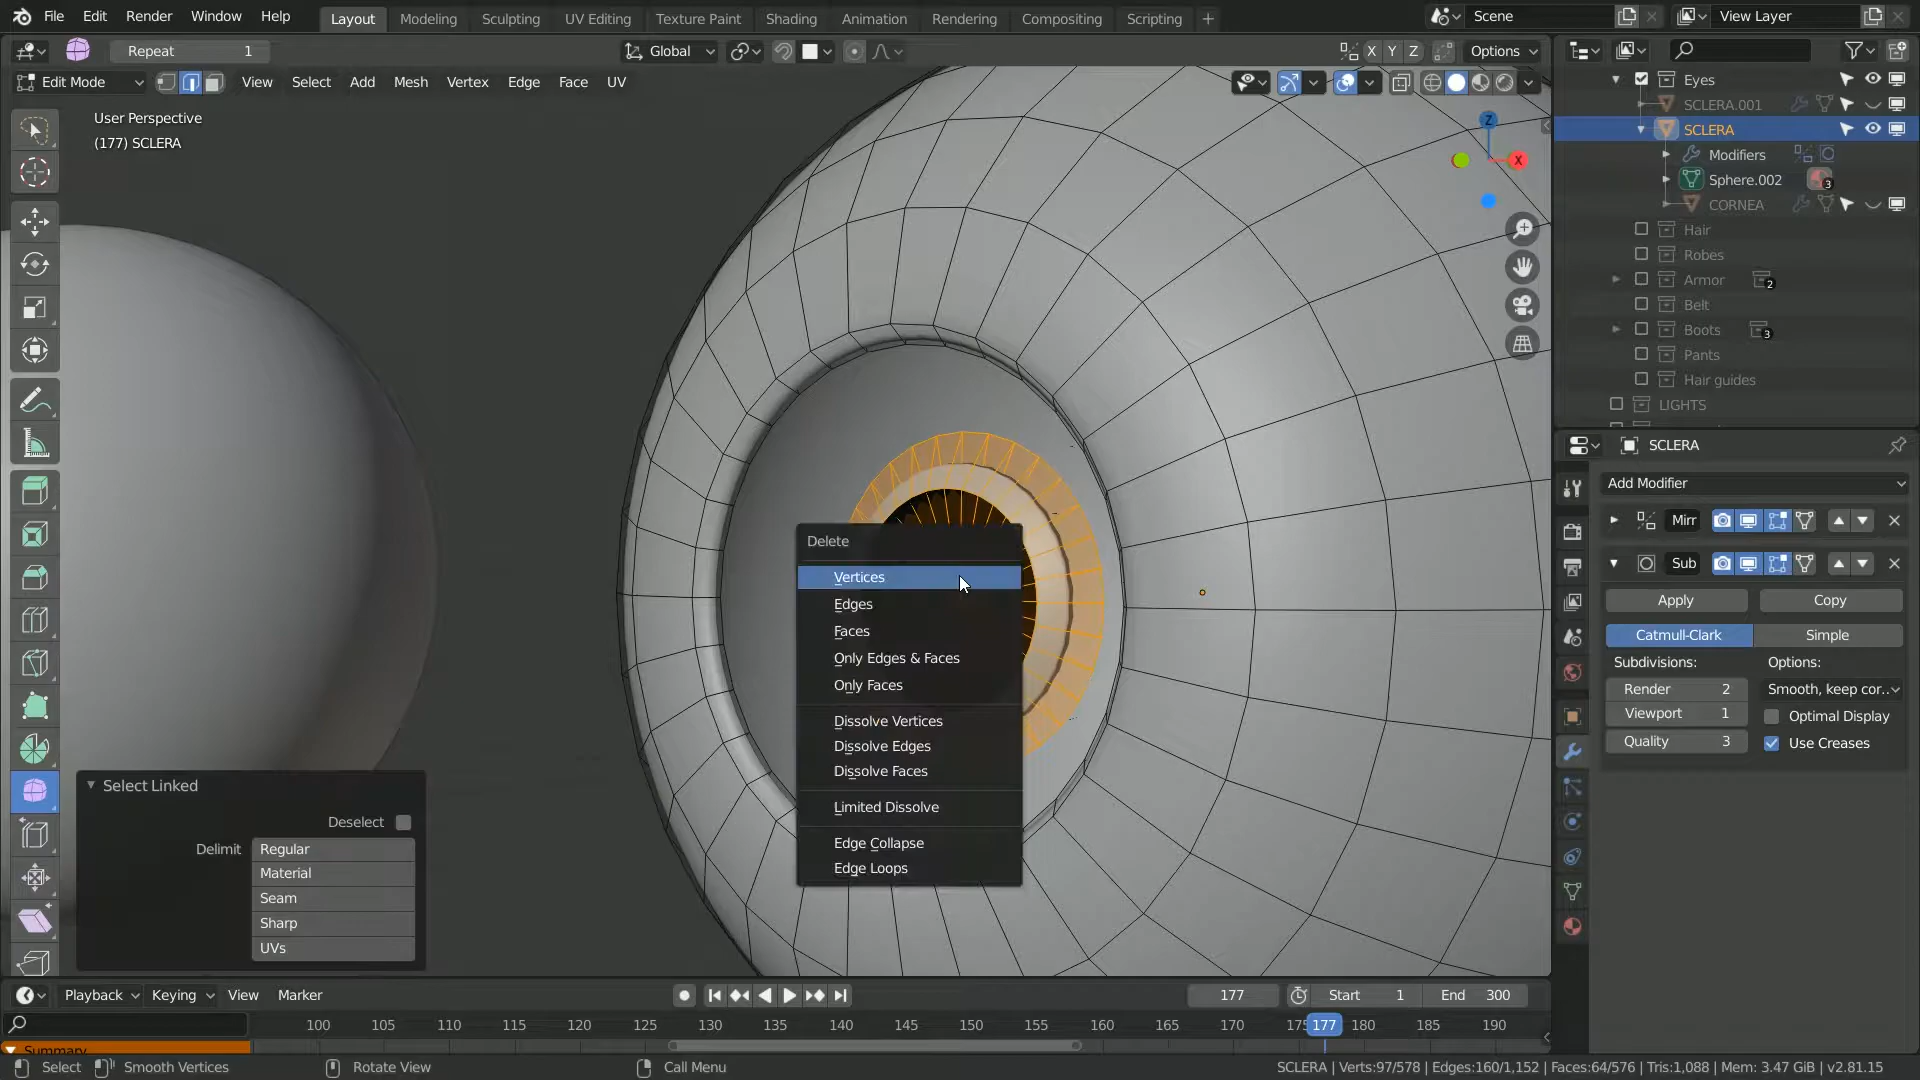 File Edit Render Window Help Layout Modeling Sculpting UV Editing Texture Paint Shading Animation Rendering Compositing Scripting + Scene View Layer
Repeat 1 Global X Y Z Options
Edit Mode View Select Add Mesh Vertex Edge Face UV
User Perspective
(177) SCLERA
Z
X
Eyes
SCLERA.001
SCLERA
Modifiers
Sphere.002 3
CORNEA
Hair
Robes
Armor 2
Belt
Boots 3
Pants
Hair guides
LIGHTS
SCLERA
Add Modifier
Mirr
Sub
Apply Copy
Catmull-Clark Simple
Subdivisions: Options:
Render 2 Smooth, keep cor..
Viewport 1 Optimal Display
Quality 3 Use Creases
Delete
Vertices
Edges
Faces
Only Edges & Faces
Only Faces
Dissolve Vertices
Dissolve Edges
Dissolve Faces
Limited Dissolve
Edge Collapse
Edge Loops
Select Linked
Deselect
Delimit Regular
Material
Seam
Sharp
UVs
Playback Keying View Marker 177 Start 1 End 300
100 105 110 115 120 125 130 135 140 145 150 155 160 165 170 175 177 180 185 190
Summary
Select Smooth Vertices Rotate View Call Menu SCLERA | Verts:97/578 | Edges:160/1,152 | Faces:64/576 | Tris:1,088 | Mem: 3.47 GiB | v2.81.15